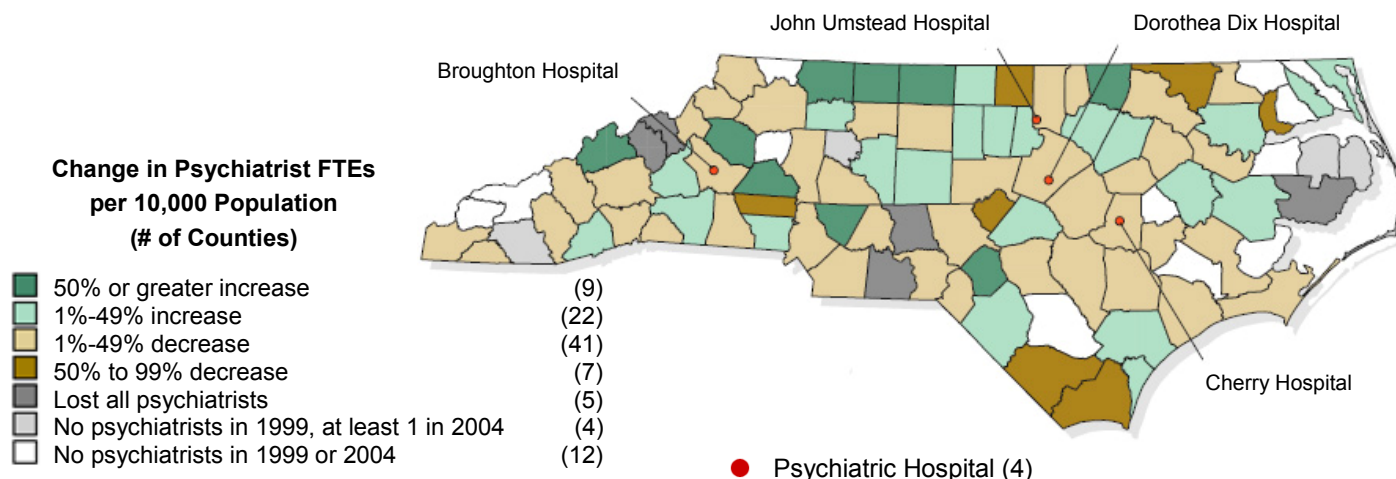 John Umstead Hospital
Dorothea Dix Hospital
Broughton Hospital
Change in Psychiatrist FTEs
per 10,000 Population
(# of Counties)
50% or greater increase (9)
1%-49% increase (22)
1%-49% decrease (41)
50% to 99% decrease (7)
Lost all psychiatrists (5)
No psychiatrists in 1999, at least 1 in 2004 (4)
No psychiatrists in 1999 or 2004 (12)
Cherry Hospital
Psychiatric Hospital (4)